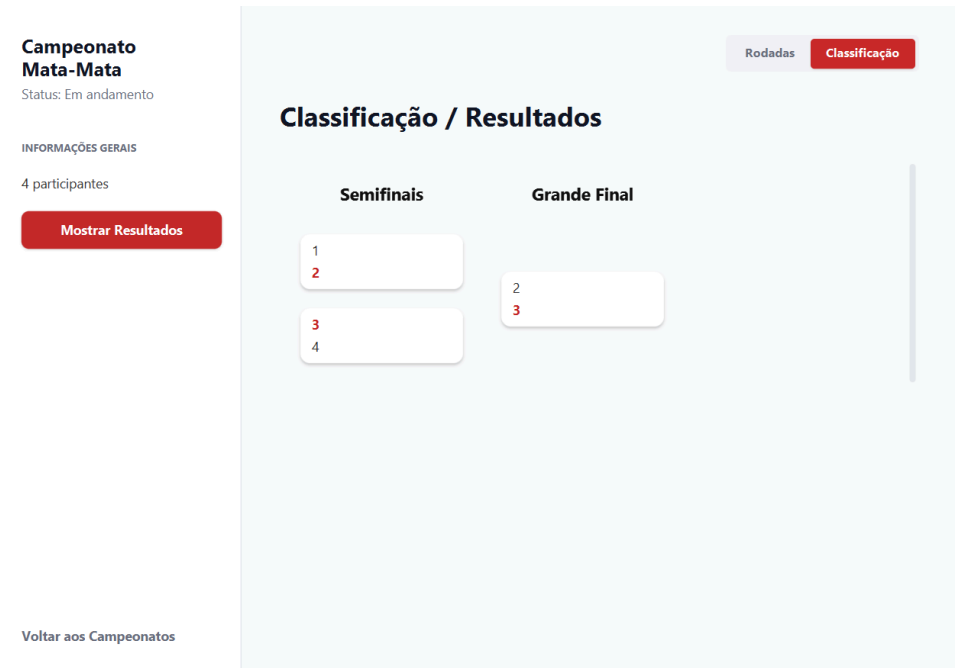 Campeonato
Mata-Mata
Status: Em andamento
INFORMAÇÕES GERAIS
4 participantes
Mostrar Resultados
Voltar aos Campeonatos
Rodadas
Classificação
Classificação / Resultados
Semifinais
1
2
3
4
Grande Final
2
3